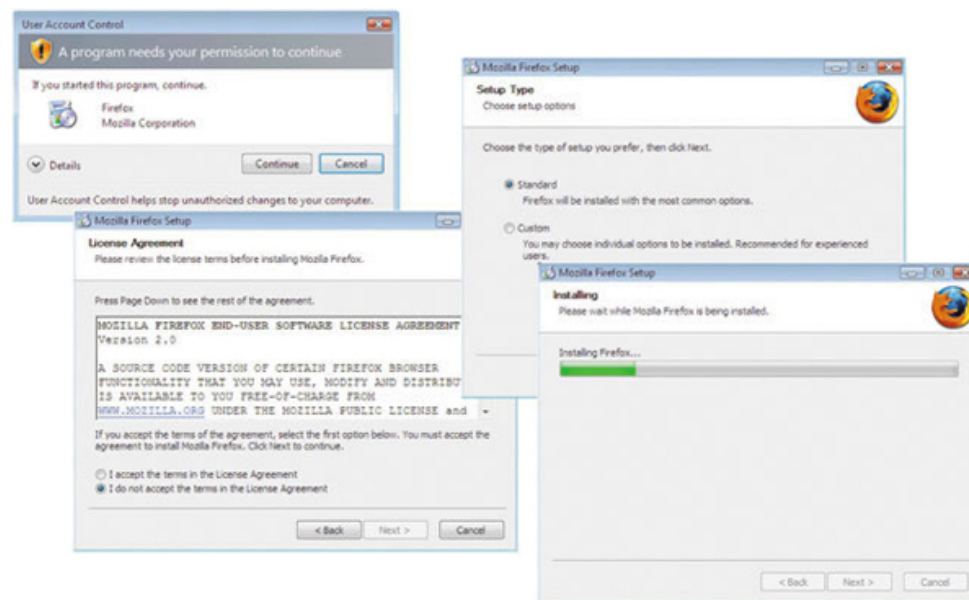 User Account Control
A program needs your permission to continue
If you started this program, continue.
Firefox
Mozilla Corporation
Details
Continue
Cancel
User Account Control helps stop unauthorized changes to your computer.
Mozilla Firefox Setup
License Agreement
Please review the license terms before installing Mozilla Firefox.
Press Page Down to see the rest of the agreement.
MOZILLA FIREFOX END-USER SOFTWARE LICENSE AGREEMENT
Version 2.0
A SOURCE CODE VERSION OF CERTAIN FIREFOX BROWSER
FUNCTIONALITY THAT YOU MAY USE, MODIFY AND DISTRIBU
IS AVAILABLE TO YOU FREE-OF-CHARGE FROM
WWW.MOZILLA.ORG UNDER THE MOZILLA PUBLIC LICENSE and
If you accept the terms of the agreement, select the first option below. You must accept the
agreement to install Mozilla Firefox. Click Next to continue.
I accept the terms in the License Agreement
I do not accept the terms in the License Agreement
< Back
Next >
Cancel
Mozilla Firefox Setup
Setup Type
Choose setup options
Choose the type of setup you prefer, then click Next.
Standard
Firefox will be installed with the most common options.
Custom
You may choose individual options to be installed. Recommended for experienced
users.
Mozilla Firefox Setup
Installing
Please wait while Mozilla Firefox is being installed.
Installing Firefox...
< Back
Next >
Cancel